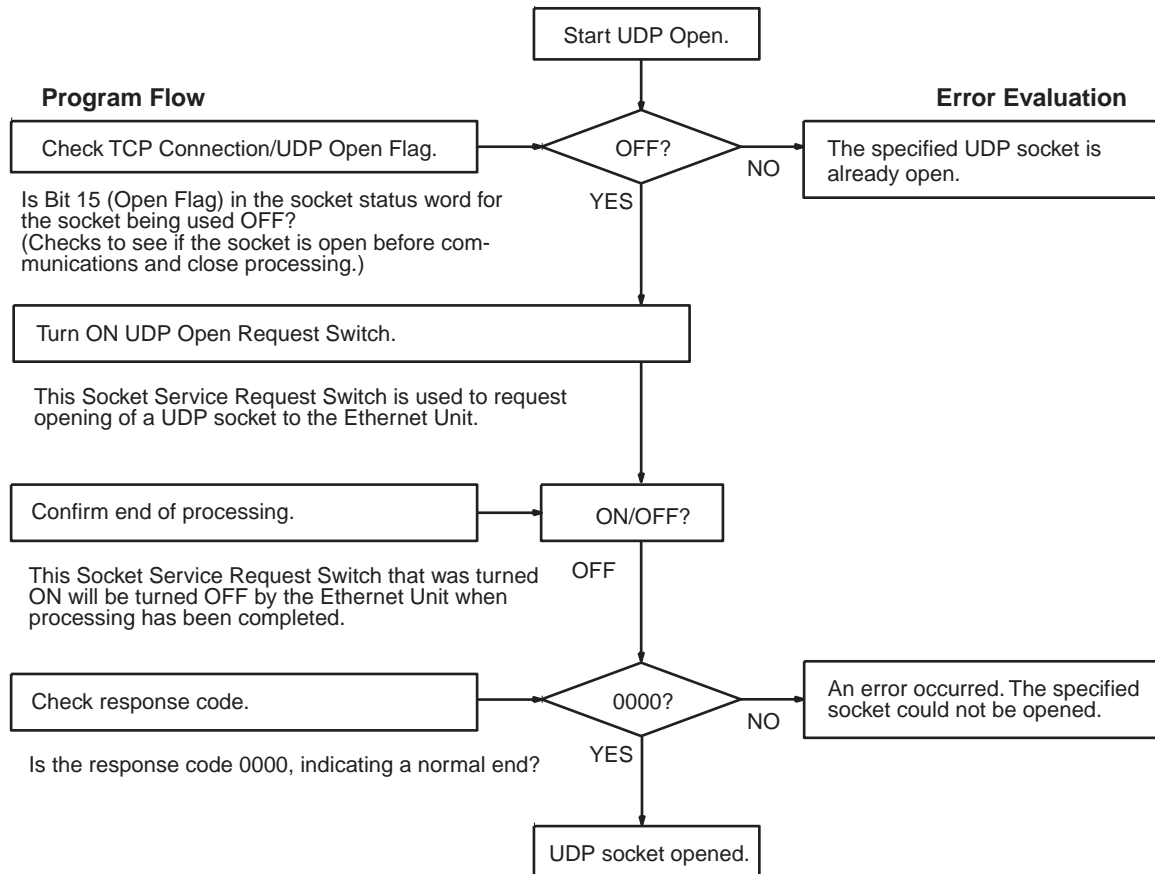 Start UDP Open.
Program Flow
Error Evaluation
Check TCP Connection/UDP Open Flag.
OFF?
NO
The specified UDP socket is
already open.
YES
Is Bit 15 (Open Flag) in the socket status word for
the socket being used OFF?
(Checks to see if the socket is open before com-
munications and close processing.)
Turn ON UDP Open Request Switch.
This Socket Service Request Switch is used to request
opening of a UDP socket to the Ethernet Unit.
Confirm end of processing.
ON/OFF?
OFF
This Socket Service Request Switch that was turned
ON will be turned OFF by the Ethernet Unit when
processing has been completed.
Check response code.
0000?
NO
An error occurred. The specified
socket could not be opened.
YES
Is the response code 0000, indicating a normal end?
UDP socket opened.